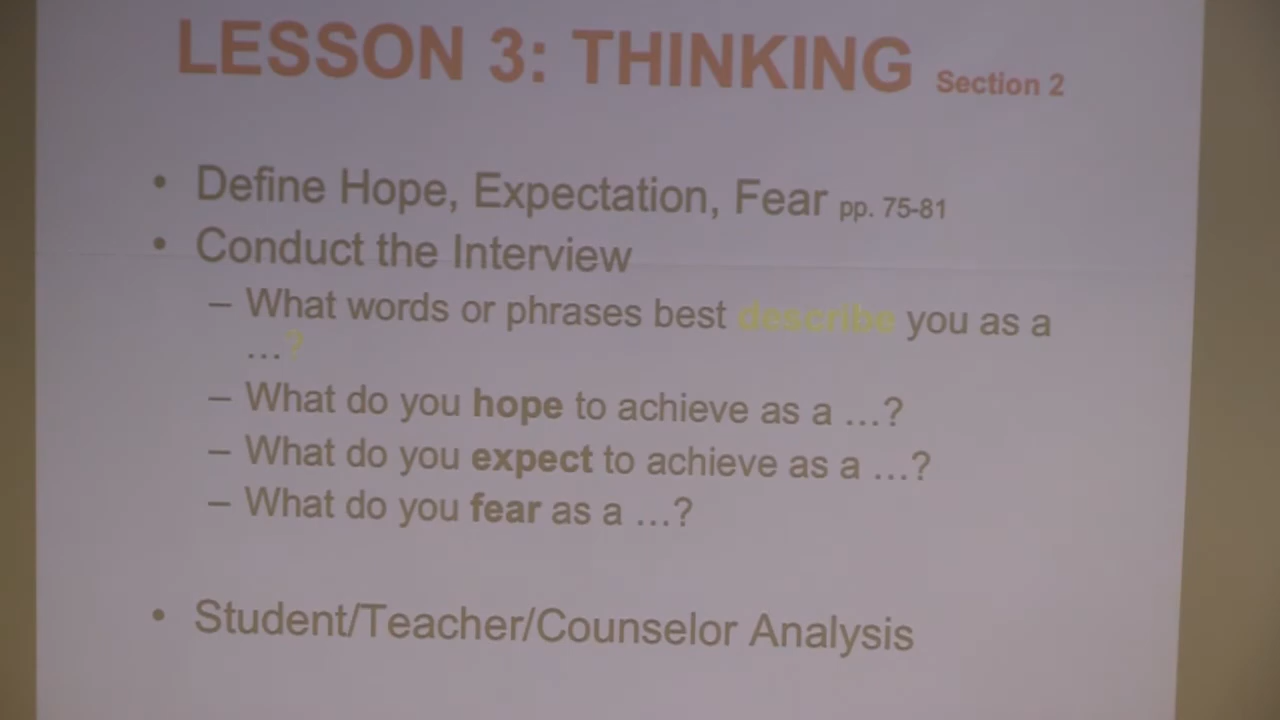 LESSON 3: THINKING Section 2
• Define Hope, Expectation, Fear pp. 75-81
• Conduct the Interview
– What words or phrases best describe you as a
…?
– What do you hope to achieve as a …?
– What do you expect to achieve as a …?
– What do you fear as a …?
• Student/Teacher/Counselor Analysis